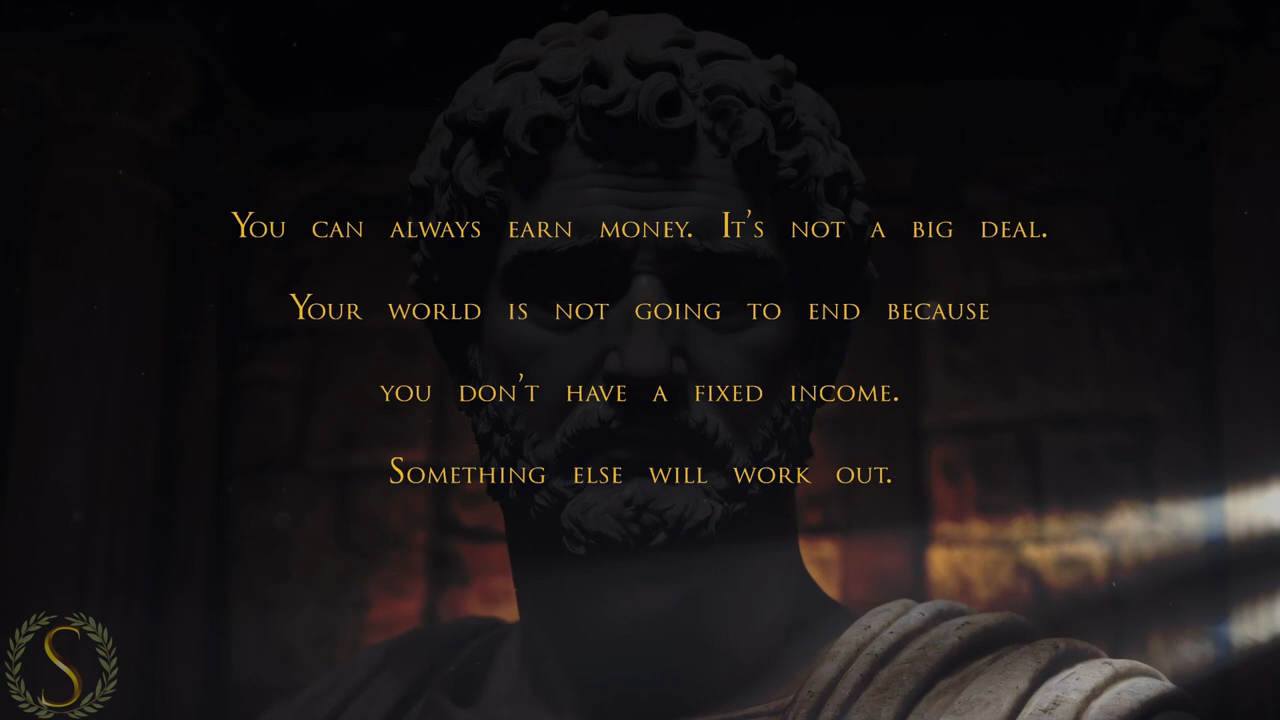 You can always earn money. It's not a big deal.
Your world is not going to end because
you don't have a fixed income.
Something else will work out.
S